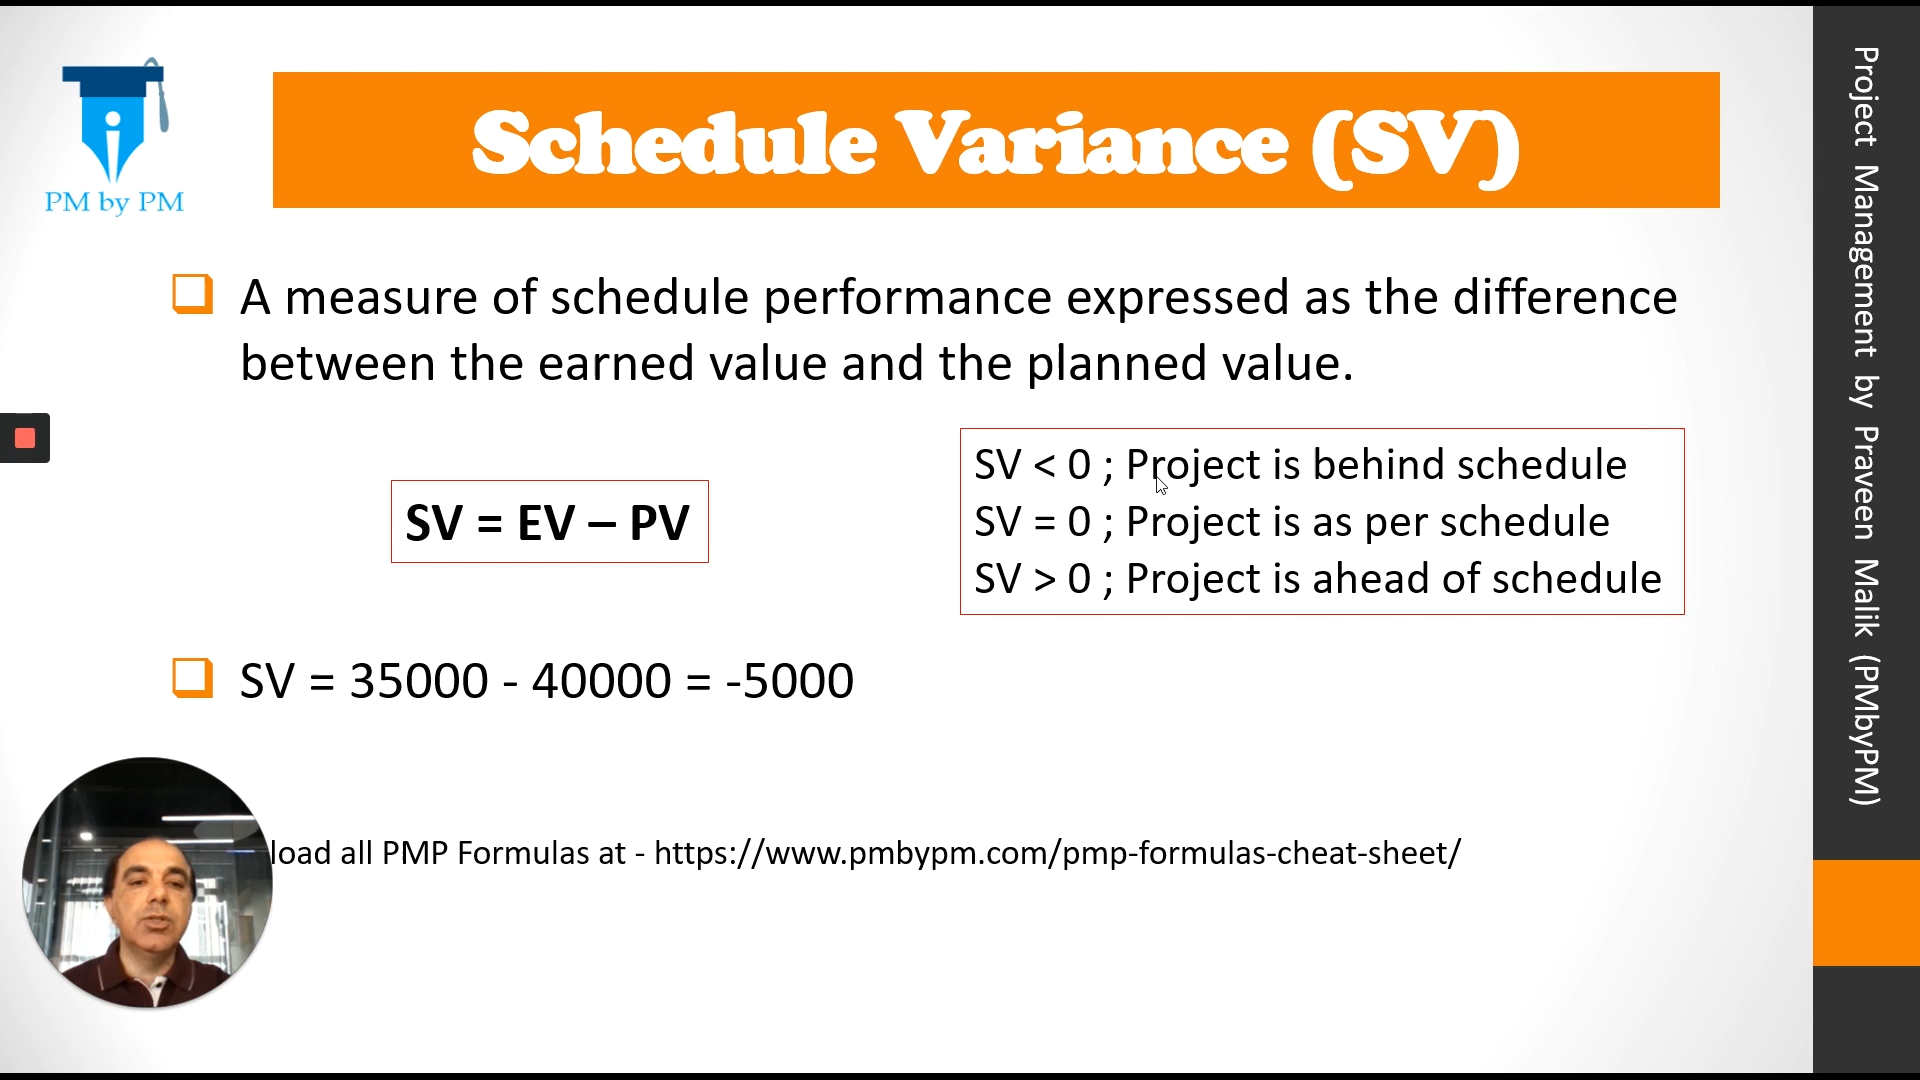 PM by PM
Schedule Variance (SV)
A measure of schedule performance expressed as the difference
between the earned value and the planned value.
SV = EV – PV
SV < 0 ; Project is behind schedule
SV = 0 ; Project is as per schedule
SV > 0 ; Project is ahead of schedule
SV = 35000 - 40000 = -5000
load all PMP Formulas at - https://www.pmbypm.com/pmp-formulas-cheat-sheet/
Project Management by Praveen Malik (PMbyPM)